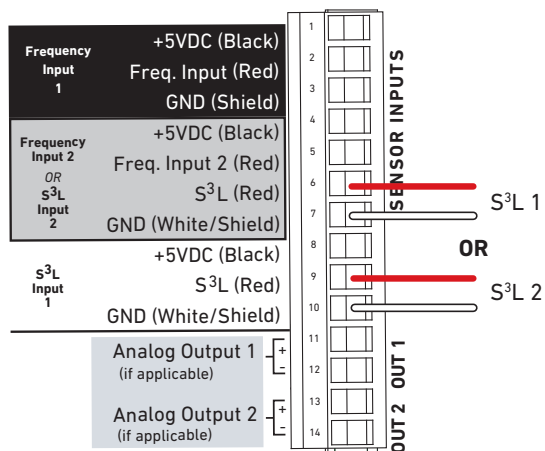 Frequency
Input
1
+5VDC (Black)
Freq. Input (Red)
GND (Shield)
Frequency
Input 2
OR
S³L
Input
2
+5VDC (Black)
Freq. Input 2 (Red)
S³L (Red)
GND (White/Shield)
S³L
Input
1
+5VDC (Black)
S³L (Red)
GND (White/Shield)
Analog Output 1
(if applicable)
+
-
Analog Output 2
(if applicable)
+
-
1
2
3
4
5
6
7
8
9
10
11
12
13
14
SENSOR INPUTS
OUT 1
OUT 2
S³L 1
OR
S³L 2